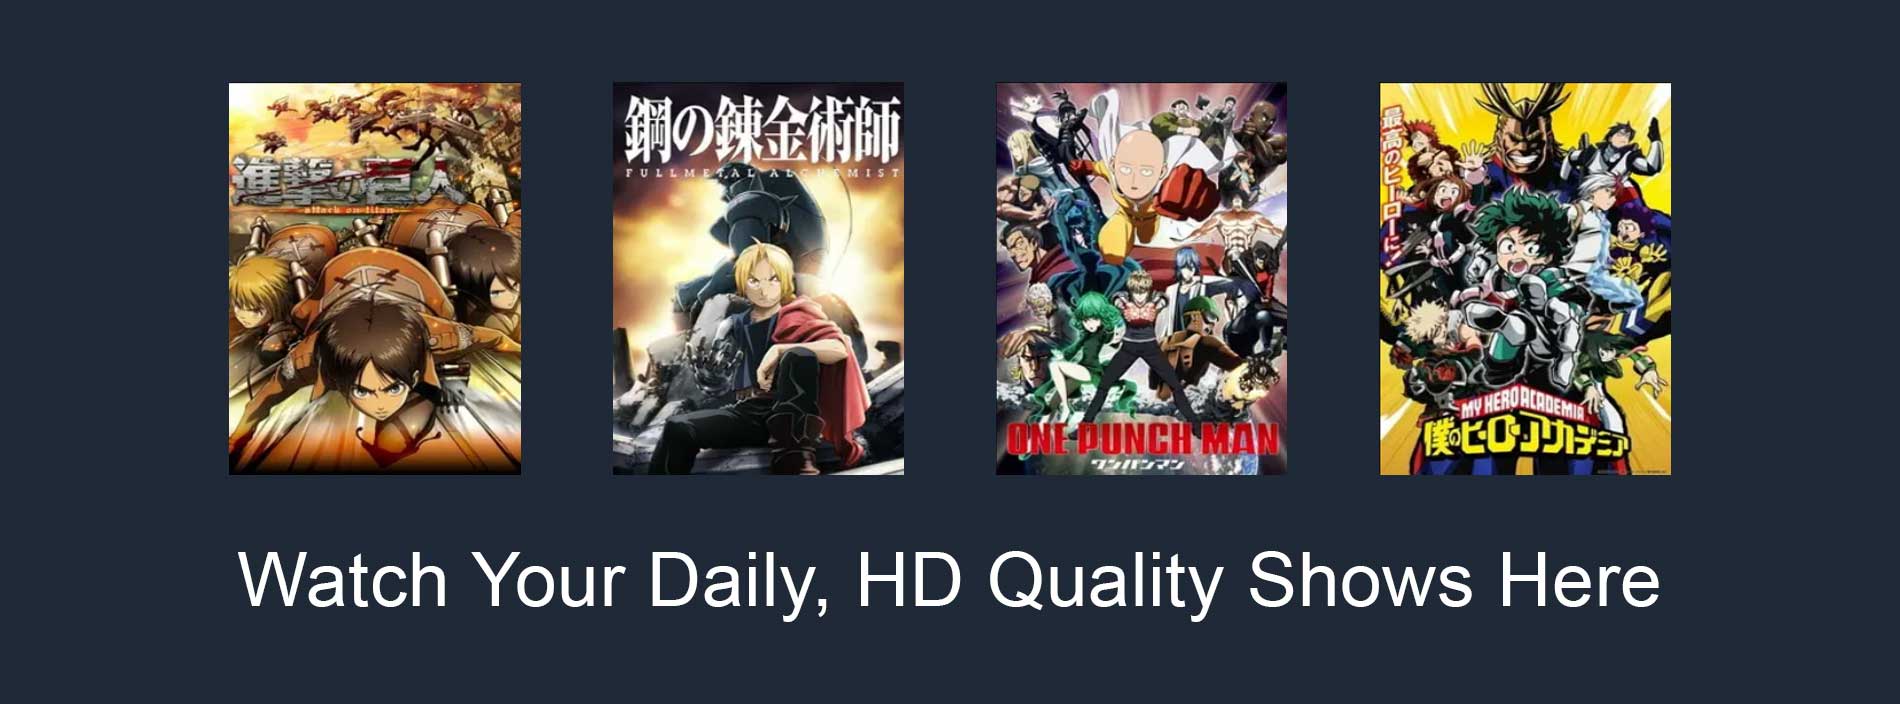 進撃の巨人
attack on titan
鋼の錬金術師
FULLMETAL ALCHEMIST
ONE PUNCH MAN
ワンパンマン
最高のヒーローに!
MY HERO ACADEMIA
僕のヒーローアカデミア
Watch Your Daily, HD Quality Shows Here